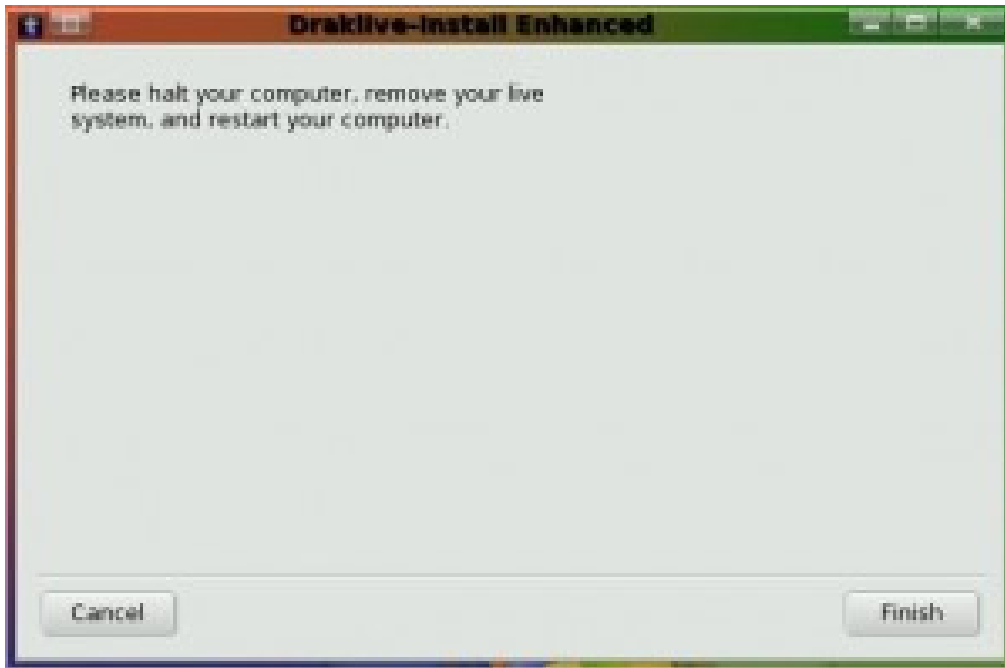 Draklive-Install Enhanced
Please halt your computer, remove your live
system, and restart your computer.
Cancel
Finish